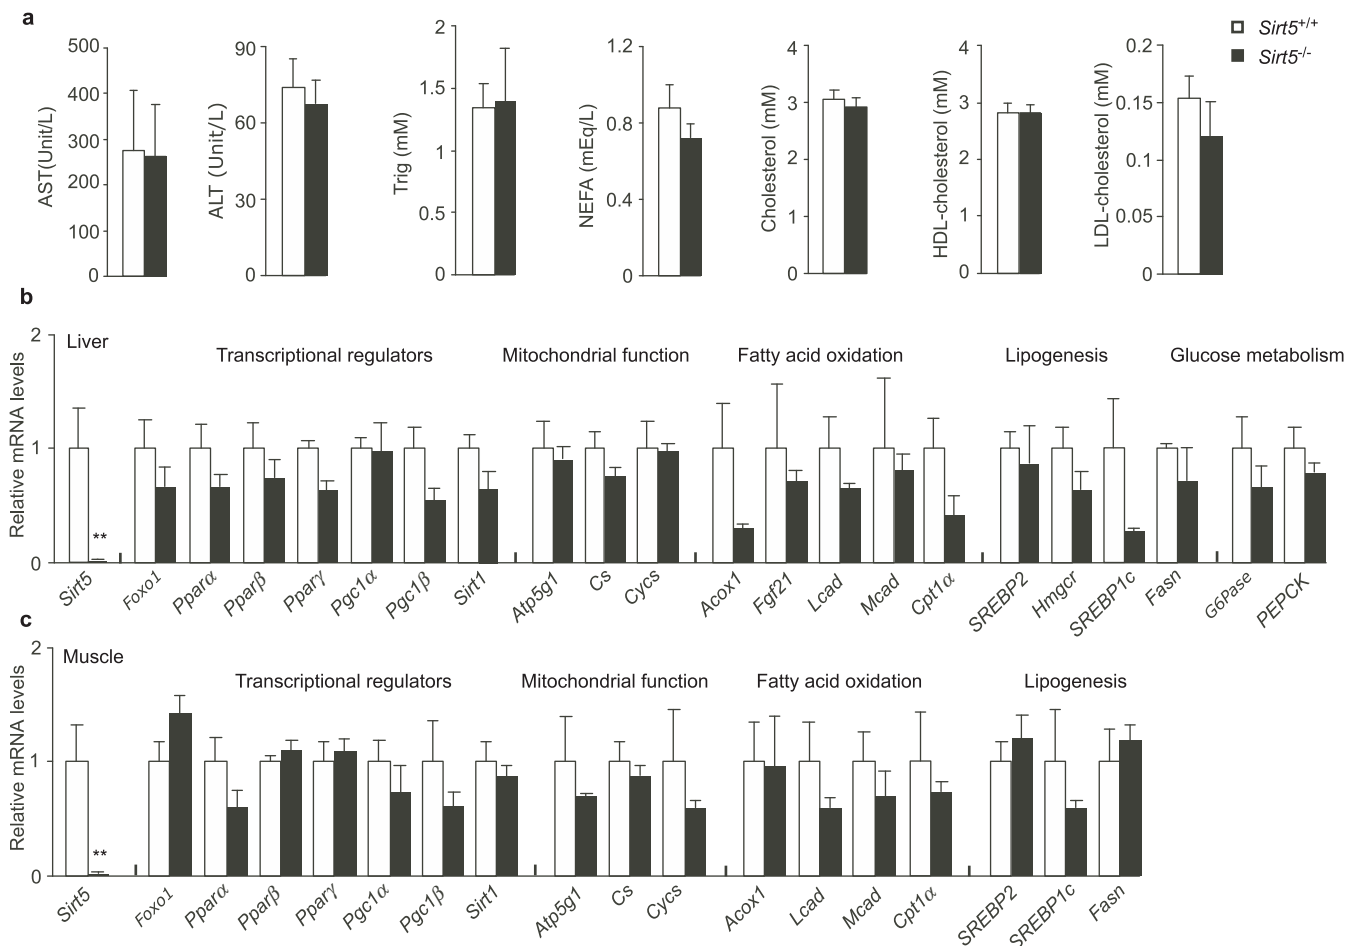 a
Sirt5+/+
Sirt5-/-
AST(Unit/L)
500
400
300
200
100
0
ALT (Unit/L)
90
60
30
0
Trig (mM)
2
1.5
1
0.5
0
NEFA (mEq/L)
1.2
0.8
0.4
0
Cholesterol (mM)
4
3
2
1
0
HDL-cholesterol (mM)
4
3
2
1
0
LDL-cholesterol (mM)
0.2
0.15
0.1
0.05
0
b
Relative mRNA levels
2
1
0
Liver
Transcriptional regulators
Mitochondrial function
Fatty acid oxidation
Lipogenesis
Glucose metabolism
**
Sirt5
Foxo1
Pparα
Pparβ
Pparγ
Pgc1α
Pgc1β
Sirt1
Atp5g1
Cs
Cycs
Acox1
Fgf21
Lcad
Mcad
Cpt1α
SREBP2
Hmgcr
SREBP1c
Fasn
G6Pase
PEPCK
c
Relative mRNA levels
2
1
0
Muscle
Transcriptional regulators
Mitochondrial function
Fatty acid oxidation
Lipogenesis
**
Sirt5
Foxo1
Pparα
Pparβ
Pparγ
Pgc1α
Pgc1β
Sirt1
Atp5g1
Cs
Cycs
Acox1
Lcad
Mcad
Cpt1α
SREBP2
SREBP1c
Fasn